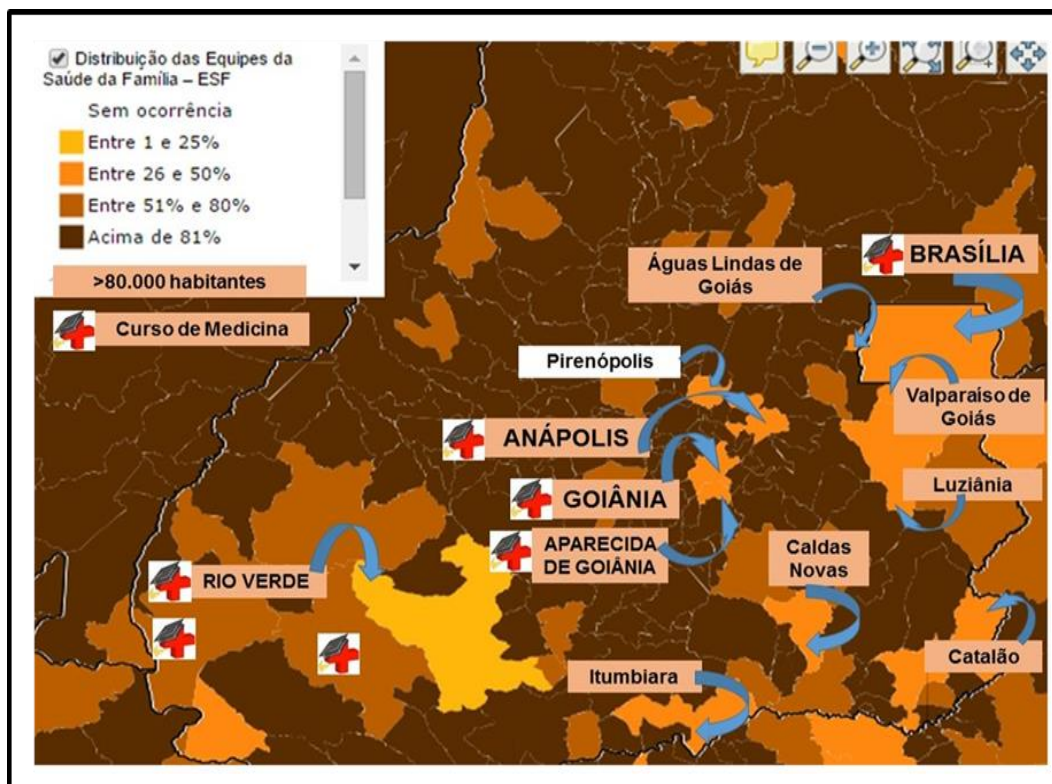 Distribuição das Equipes da
Saúde da Família – ESF
Sem ocorrência
Entre 1 e 25%
Entre 26 e 50%
Entre 51% e 80%
Acima de 81%
>80.000 habitantes
Curso de Medicina
Águas Lindas de
Goiás
BRASÍLIA
Pirenópolis
Valparaíso de
Goiás
ANÁPOLIS
GOIÂNIA
Luziânia
APARECIDA
DE GOIÂNIA
Caldas
Novas
RIO VERDE
Catalão
Itumbiara